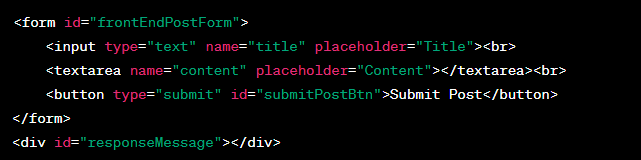 <form id="frontEndPostForm">
    <input type="text" name="title" placeholder="Title"><br>
    <textarea name="content" placeholder="Content"></textarea><br>
    <button type="submit" id="submitPostBtn">Submit Post</button>
</form>
<div id="responseMessage"></div>